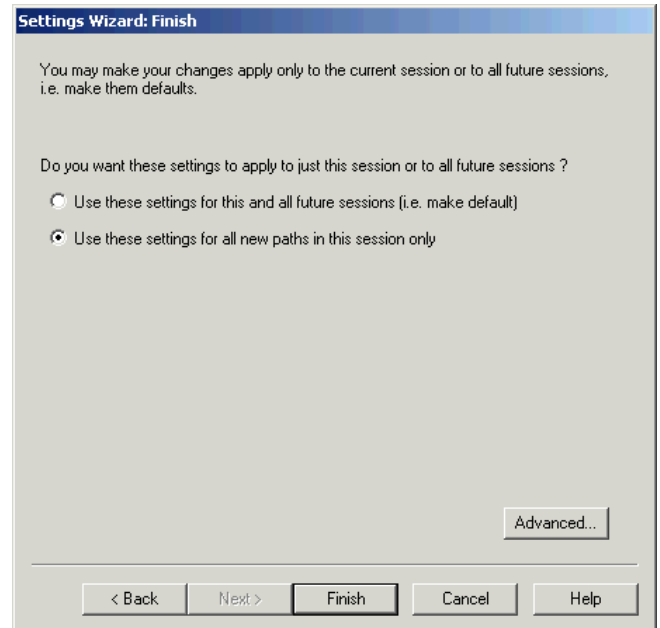 Settings Wizard: Finish
You may make your changes apply only to the current session or to all future sessions,
i.e. make them defaults.
Do you want these settings to apply to just this session or to all future sessions ?
Use these settings for this and all future sessions (i.e. make default)
Use these settings for all new paths in this session only
Advanced...
< Back Next > Finish Cancel Help